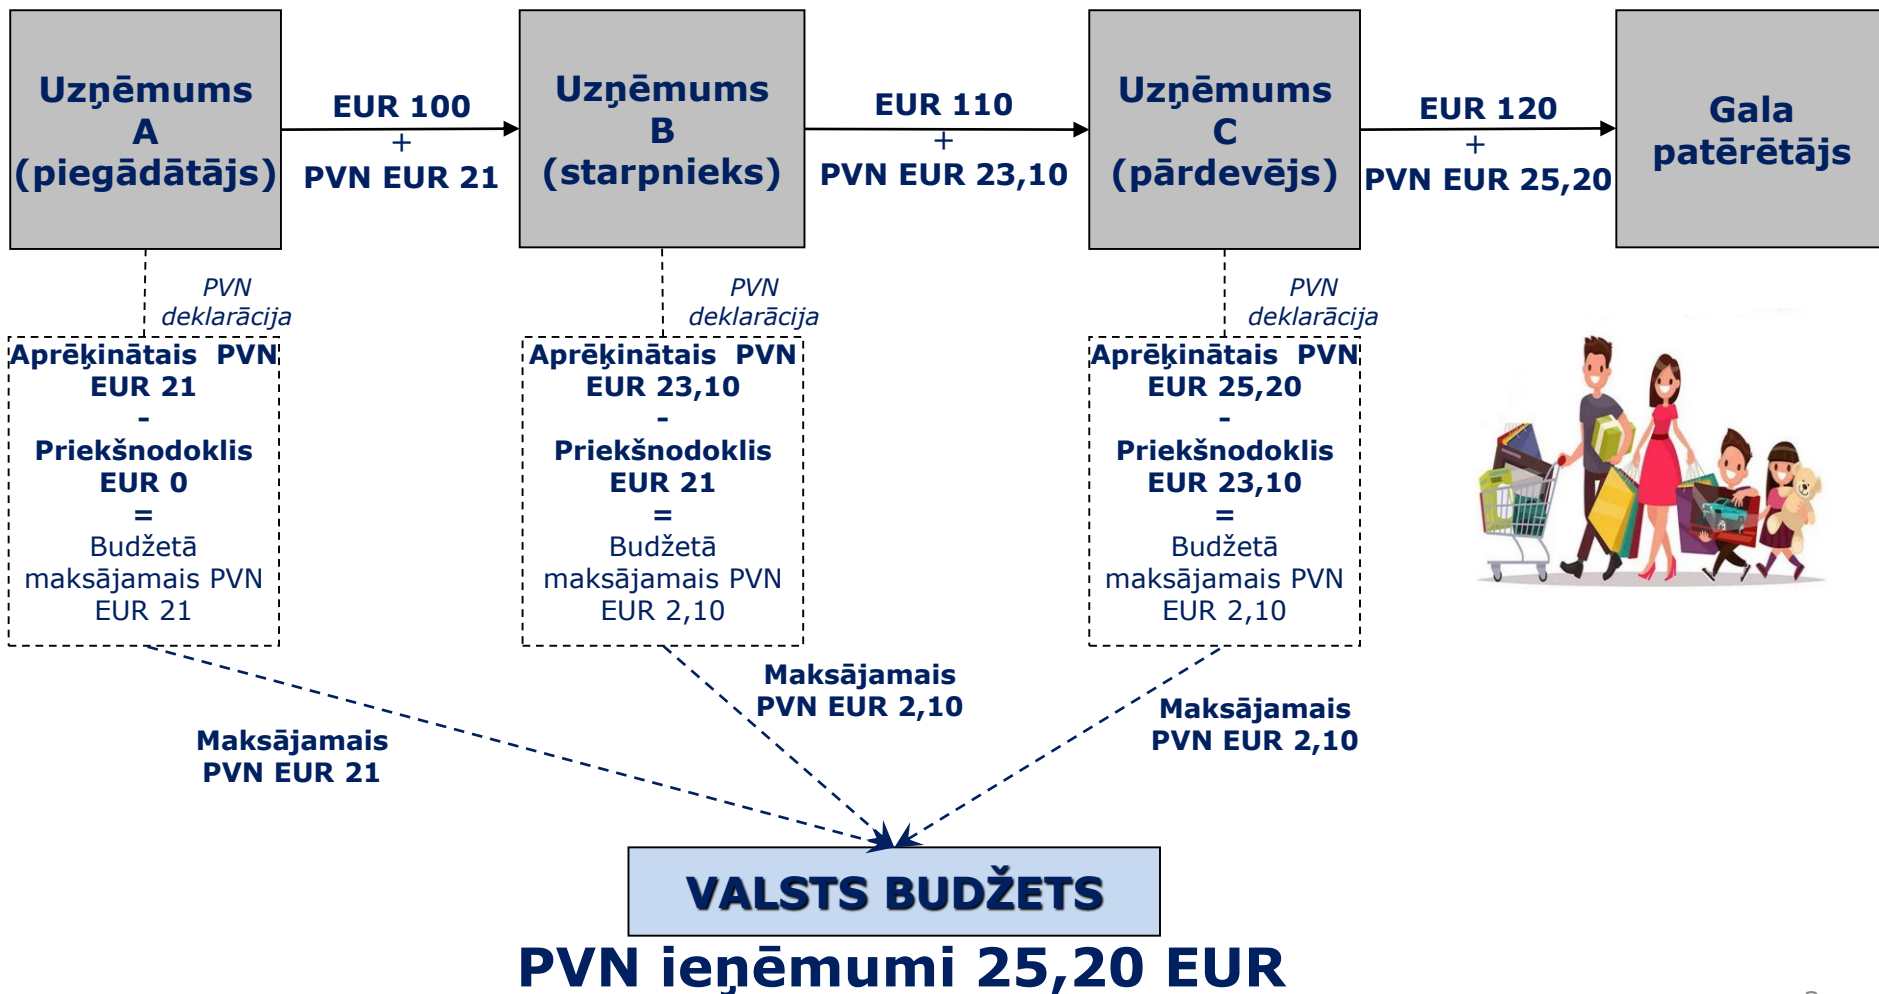 Uzņēmums
A
(piegādātājs)
EUR 100
+
PVN EUR 21
Uzņēmums
B
(starpnieks)
EUR 110
+
PVN EUR 23,10
Uzņēmums
C
(pārdevējs)
EUR 120
+
PVN EUR 25,20
Gala
patērētājs
PVN
deklarācija
PVN
deklarācija
PVN
deklarācija
Aprēķinātais PVN
EUR 21
-
Priekšnodoklis
EUR 0
=
Budžetā
maksājamais PVN
EUR 21
Aprēķinātais PVN
EUR 23,10
-
Priekšnodoklis
EUR 21
=
Budžetā
maksājamais PVN
EUR 2,10
Aprēķinātais PVN
EUR 25,20
-
Priekšnodoklis
EUR 23,10
=
Budžetā
maksājamais PVN
EUR 2,10
Maksājamais
PVN EUR 21
Maksājamais
PVN EUR 2,10
Maksājamais
PVN EUR 2,10
VALSTS BUDŽETS
PVN ieņēmumi 25,20 EUR